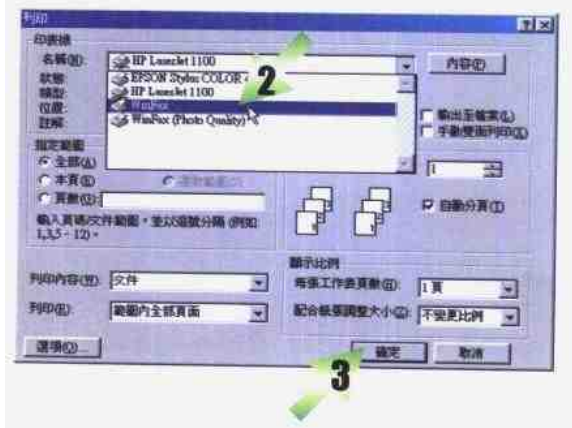 列印
印表機
名稱(N): HP LaserJet 1100 內容(P)
狀態: EPSON Stylus COLOR
類型: HP LaserJet 1100
位置: WinFax
註解: WinFax (Photo Quality)
輸出至檔案(L)
手動雙面列印(X)
2
指定範圍
全部(A)
本頁(E)
頁數(G):
1
自動分頁(T)
輸入頁碼/文件範圍,並以逗號分隔 (例如
1,3,5 - 12)。
列印內容(W): 文件
列印(R): 範圍內全部頁面
顯示比例
每張工作表頁數(H): 1 頁
配合紙張調整大小(Z): 不變更比例
選項(O)...
確定 取消
3